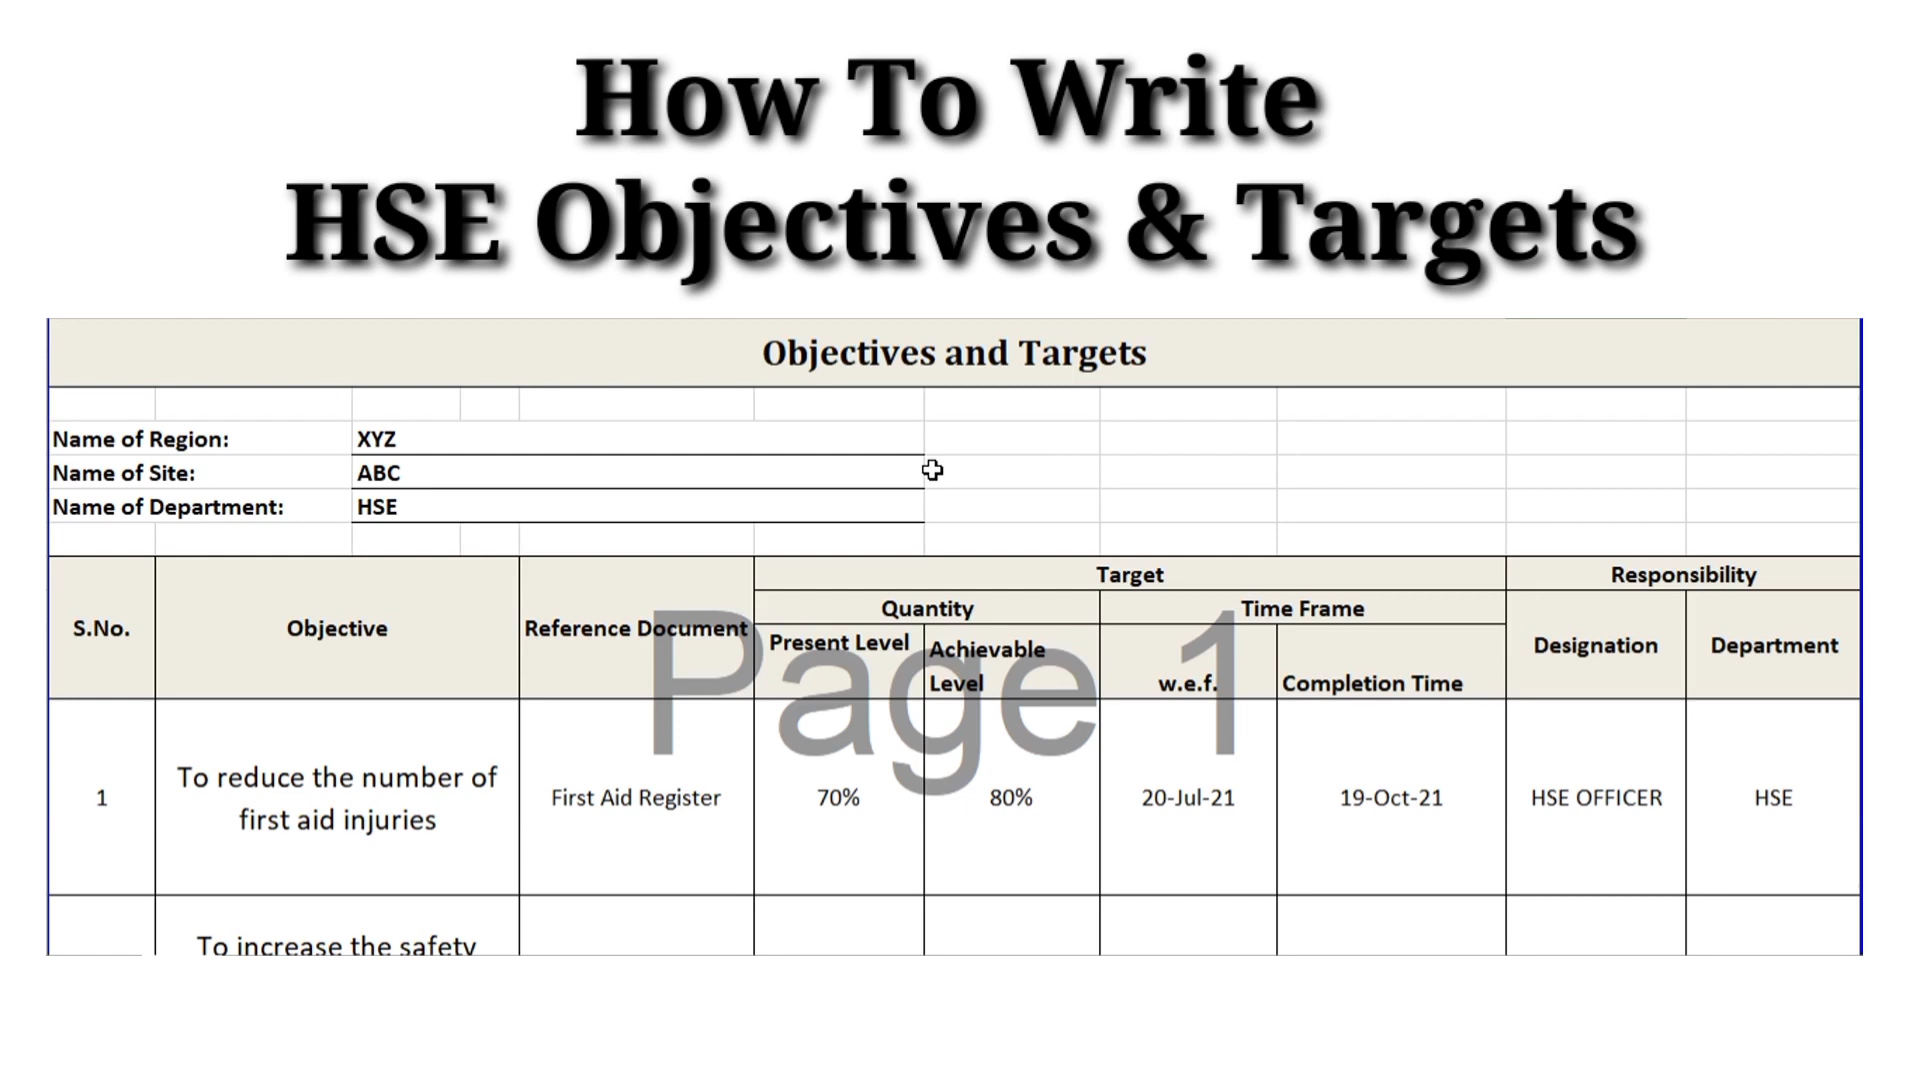 How To Write
HSE Objectives & Targets
Objectives and Targets
Name of Region: XYZ
Name of Site: ABC
Name of Department: HSE
S.No. Objective Reference Document Target Responsibility
Quantity Time Frame
Present Level Achievable Level w.e.f. Completion Time Designation Department
Page 1
1 To reduce the number of first aid injuries First Aid Register 70% 80% 20-Jul-21 19-Oct-21 HSE OFFICER HSE
To increase the safety